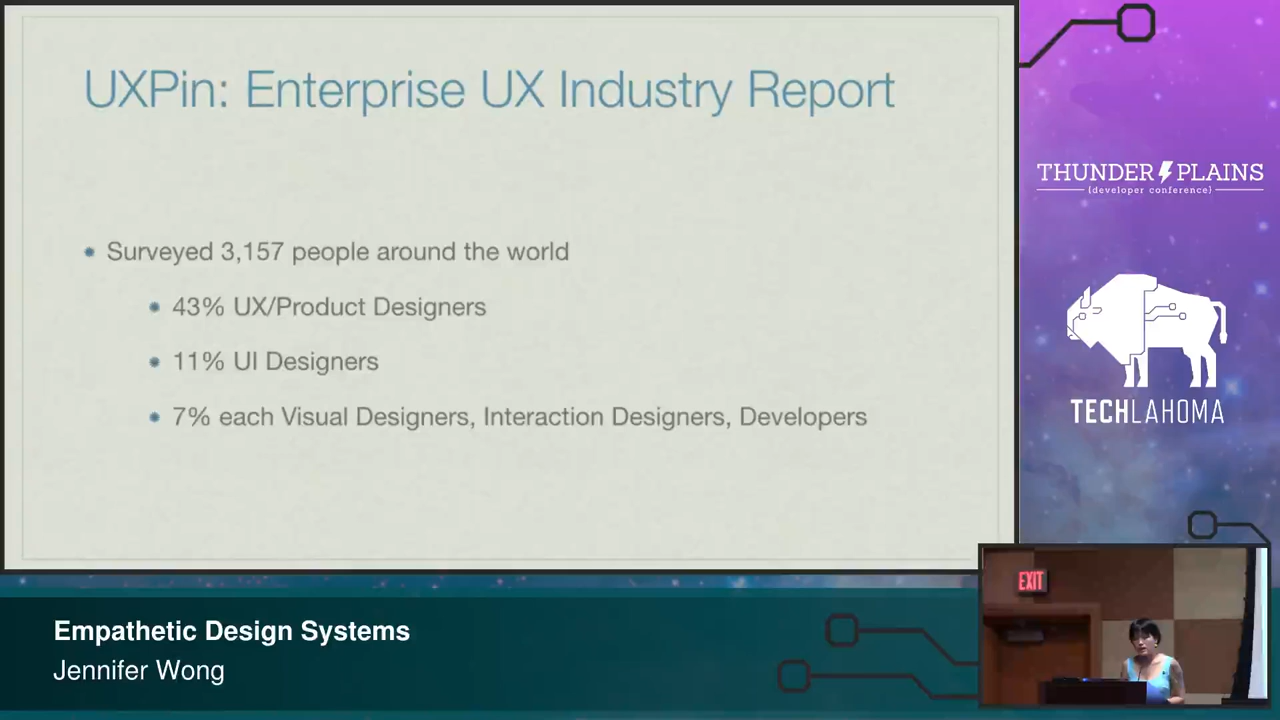 UXPin: Enterprise UX Industry Report
• Surveyed 3,157 people around the world
• 43% UX/Product Designers
• 11% UI Designers
• 7% each Visual Designers, Interaction Designers, Developers
THUNDER PLAINS
{developer conference}
TECHLAHOMA
EXIT
Empathetic Design Systems
Jennifer Wong